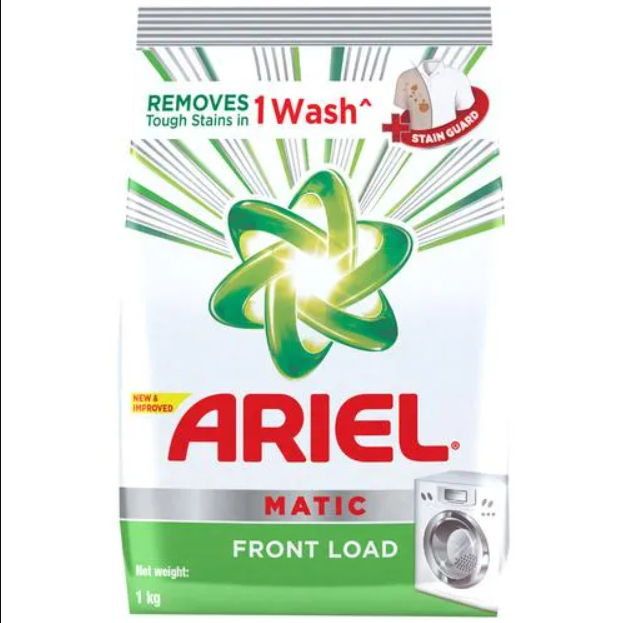 REMOVES
Tough Stains in
1 Wash^
STAIN GUARD
NEW &
IMPROVED
ARIEL®
MATIC
FRONT LOAD
Net weight:
1 kg